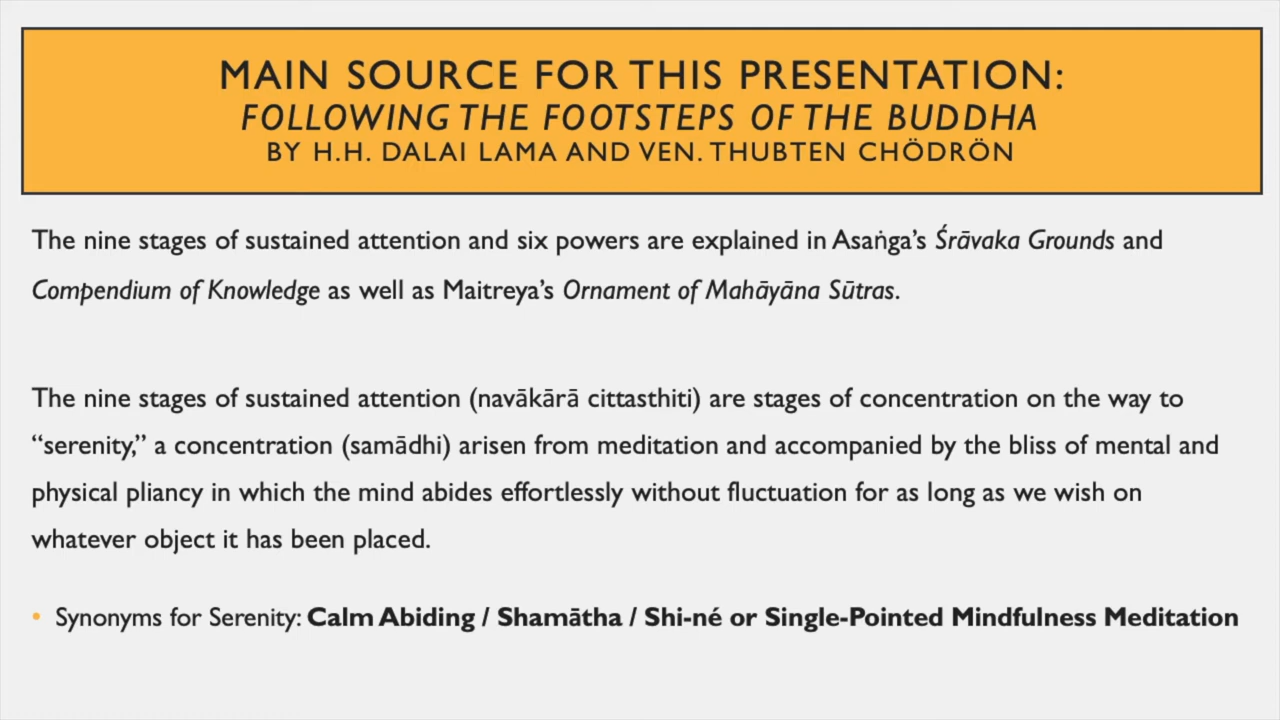 MAIN SOURCE FOR THIS PRESENTATION:
FOLLOWING THE FOOTSTEPS OF THE BUDDHA
BY H.H. DALAI LAMA AND VEN. THUBTEN CHÖDRÖN
The nine stages of sustained attention and six powers are explained in Asaṅga’s Śrāvaka Grounds and
Compendium of Knowledge as well as Maitreya’s Ornament of Mahāyāna Sūtras.
The nine stages of sustained attention (navākārā cittasthiti) are stages of concentration on the way to
“serenity,” a concentration (samādhi) arisen from meditation and accompanied by the bliss of mental and
physical pliancy in which the mind abides effortlessly without fluctuation for as long as we wish on
whatever object it has been placed.
• Synonyms for Serenity: Calm Abiding / Shamātha / Shi-né or Single-Pointed Mindfulness Meditation